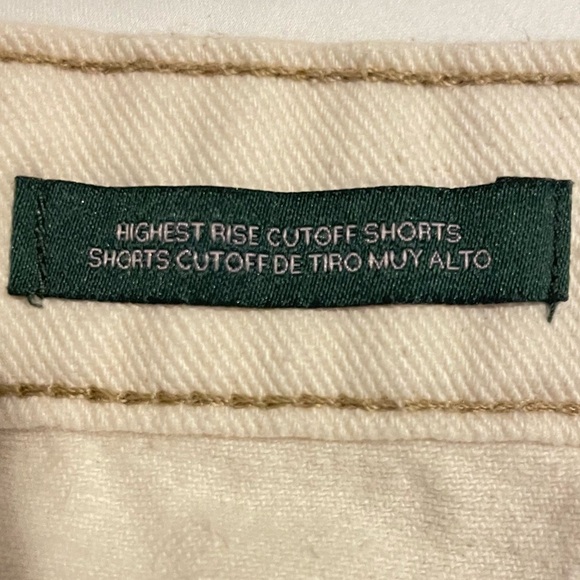 HIGHEST RISE CUTOFF SHORTS
SHORTS CUTOFF DE TIRO MUY ALTO